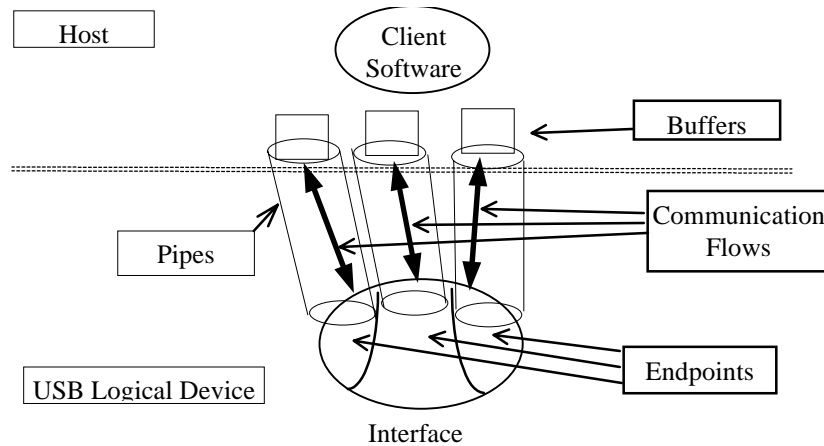 Host
Client
Software
Buffers
Communication
Flows
Pipes
Endpoints
USB Logical Device
Interface